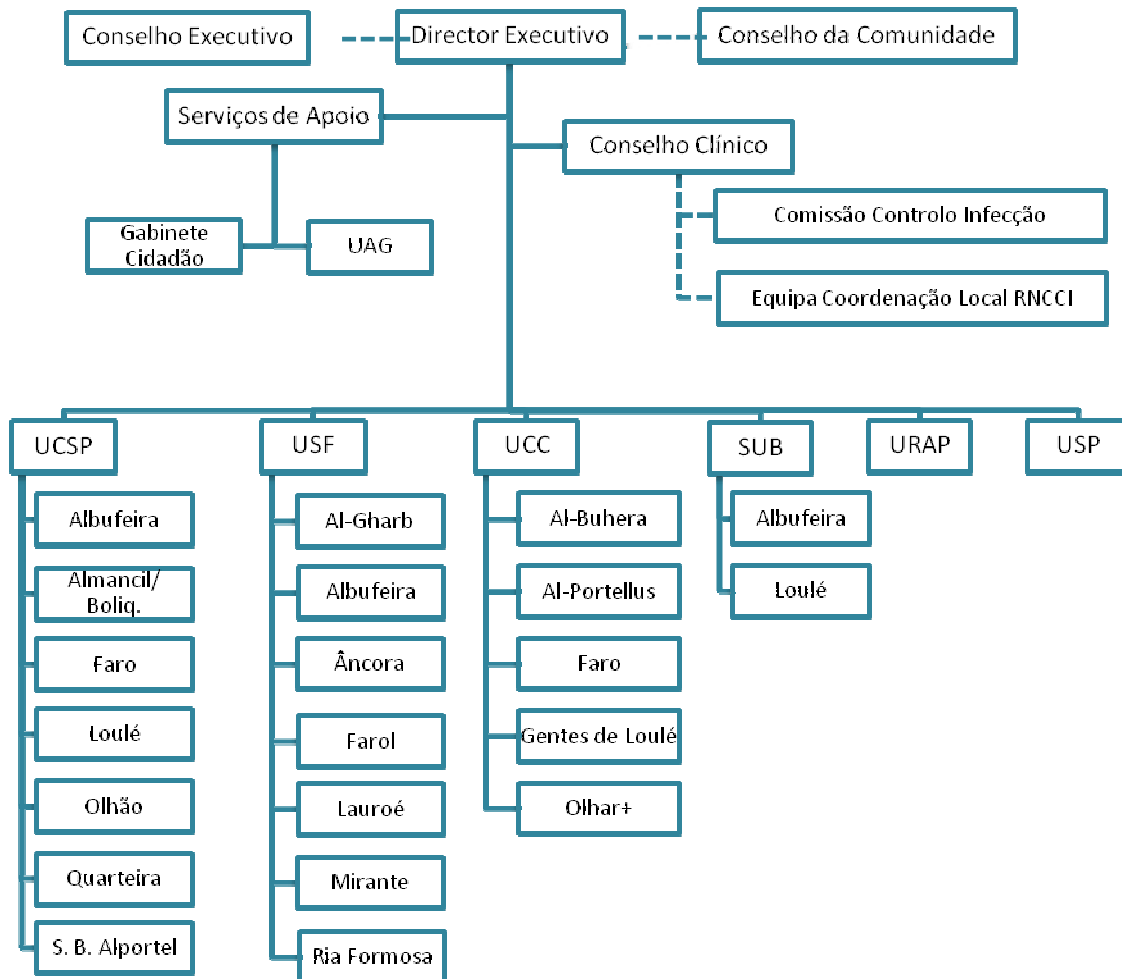 Conselho Executivo
Director Executivo
Conselho da Comunidade
Serviços de Apoio
Conselho Clínico
Gabinete
Cidadão
UAG
Comissão Controlo Infecção
Equipa Coordenação Local RNCCI
UCSP
USF
UCC
SUB
URAP
USP
Albufeira
Almancil/
Boliq.
Faro
Loulé
Olhão
Quarteira
S. B. Alportel
Al-Gharb
Albufeira
Âncora
Farol
Lauroé
Mirante
Ria Formosa
Al-Buhera
Al-Portellus
Faro
Gentes de Loulé
Olhar+
Albufeira
Loulé